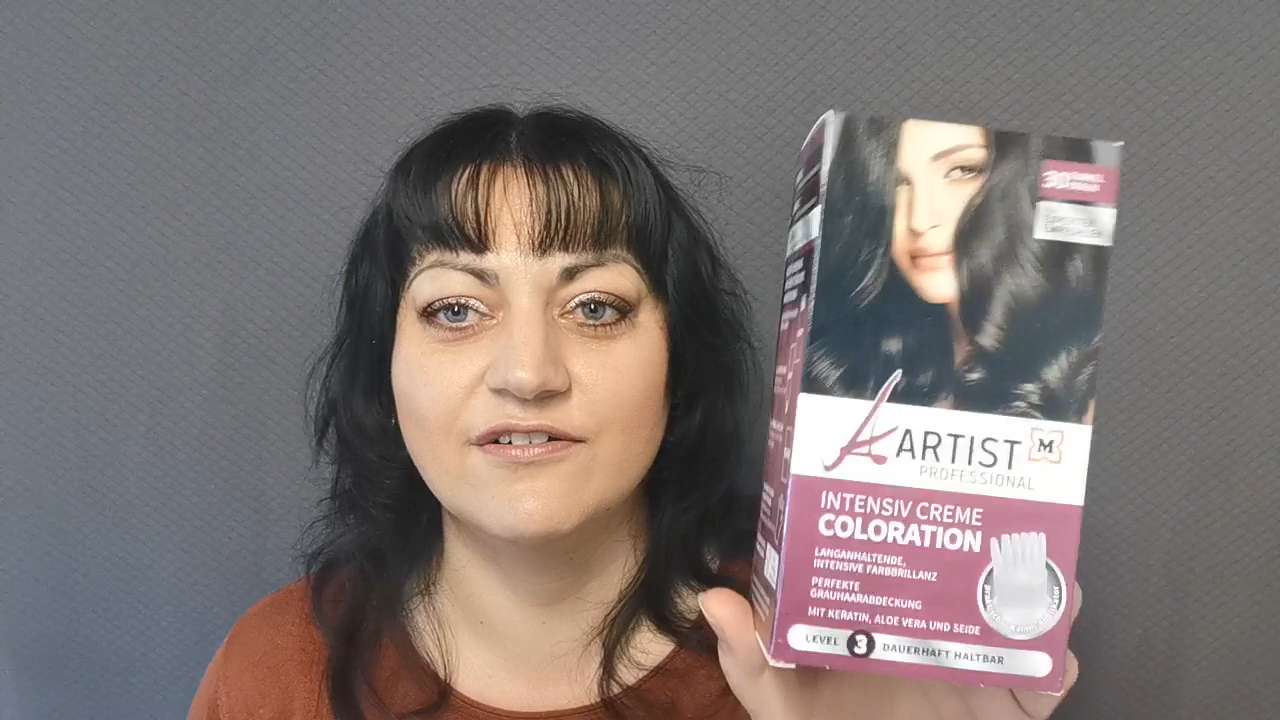 30
ARTIST
M
PROFESSIONAL
INTENSIV CREME
COLORATION
LANGANHALTENDE,
INTENSIVE FARBBRILLANZ
PERFEKTE
GRAUHAARABDECKUNG
MIT KERATIN, ALOE VERA UND SEIDE
LEVEL 3 DAUERHAFT HALTBAR